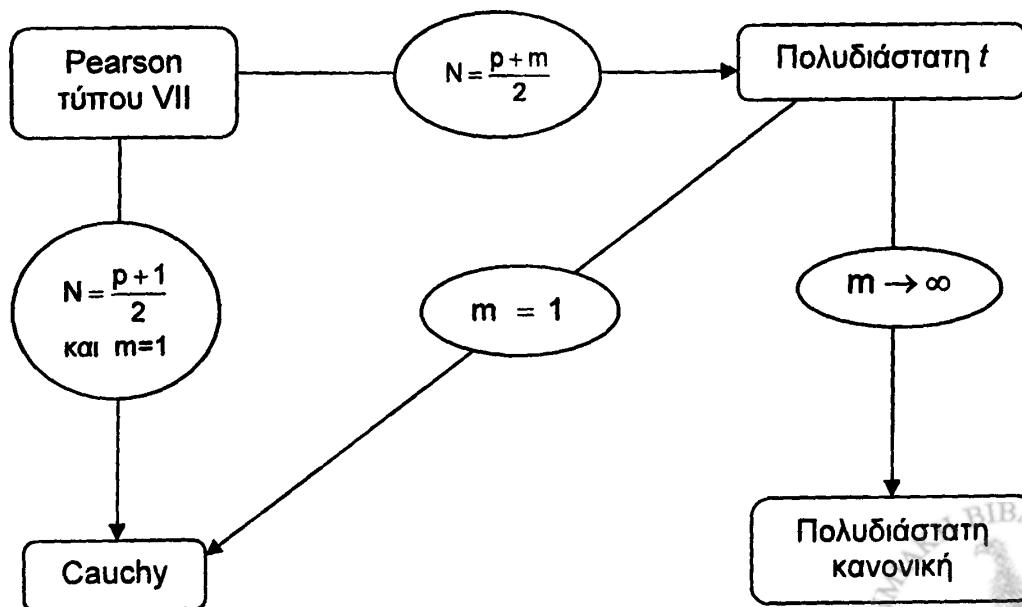 Pearson
τύπου VII
N = p + m
2
Πολυδιάστατη t
N = p + 1
2
και m=1
m = 1
m → ∞
Cauchy
Πολυδιάστατη
κανονική